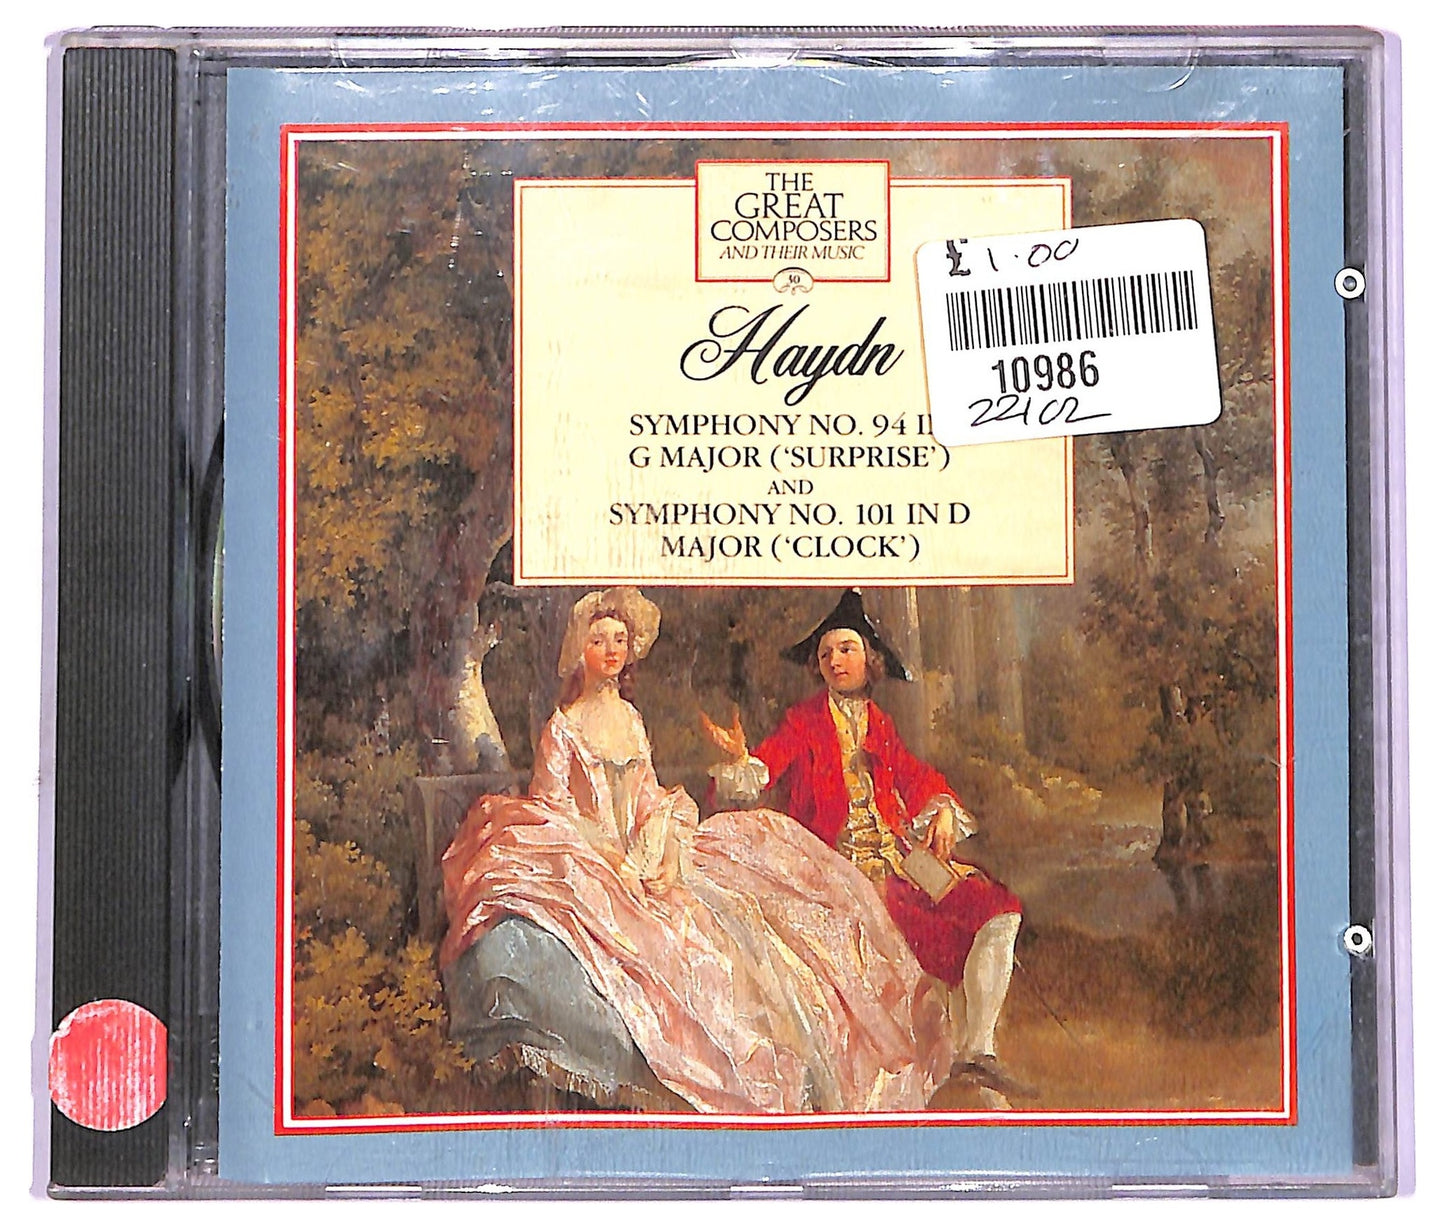 THE
GREAT
COMPOSERS
AND THEIR MUSIC
30
£1.00
10986
22102
Haydn
SYMPHONY NO. 94 I
G MAJOR (‘SURPRISE’)
AND
SYMPHONY NO. 101 IN D
MAJOR (‘CLOCK’)